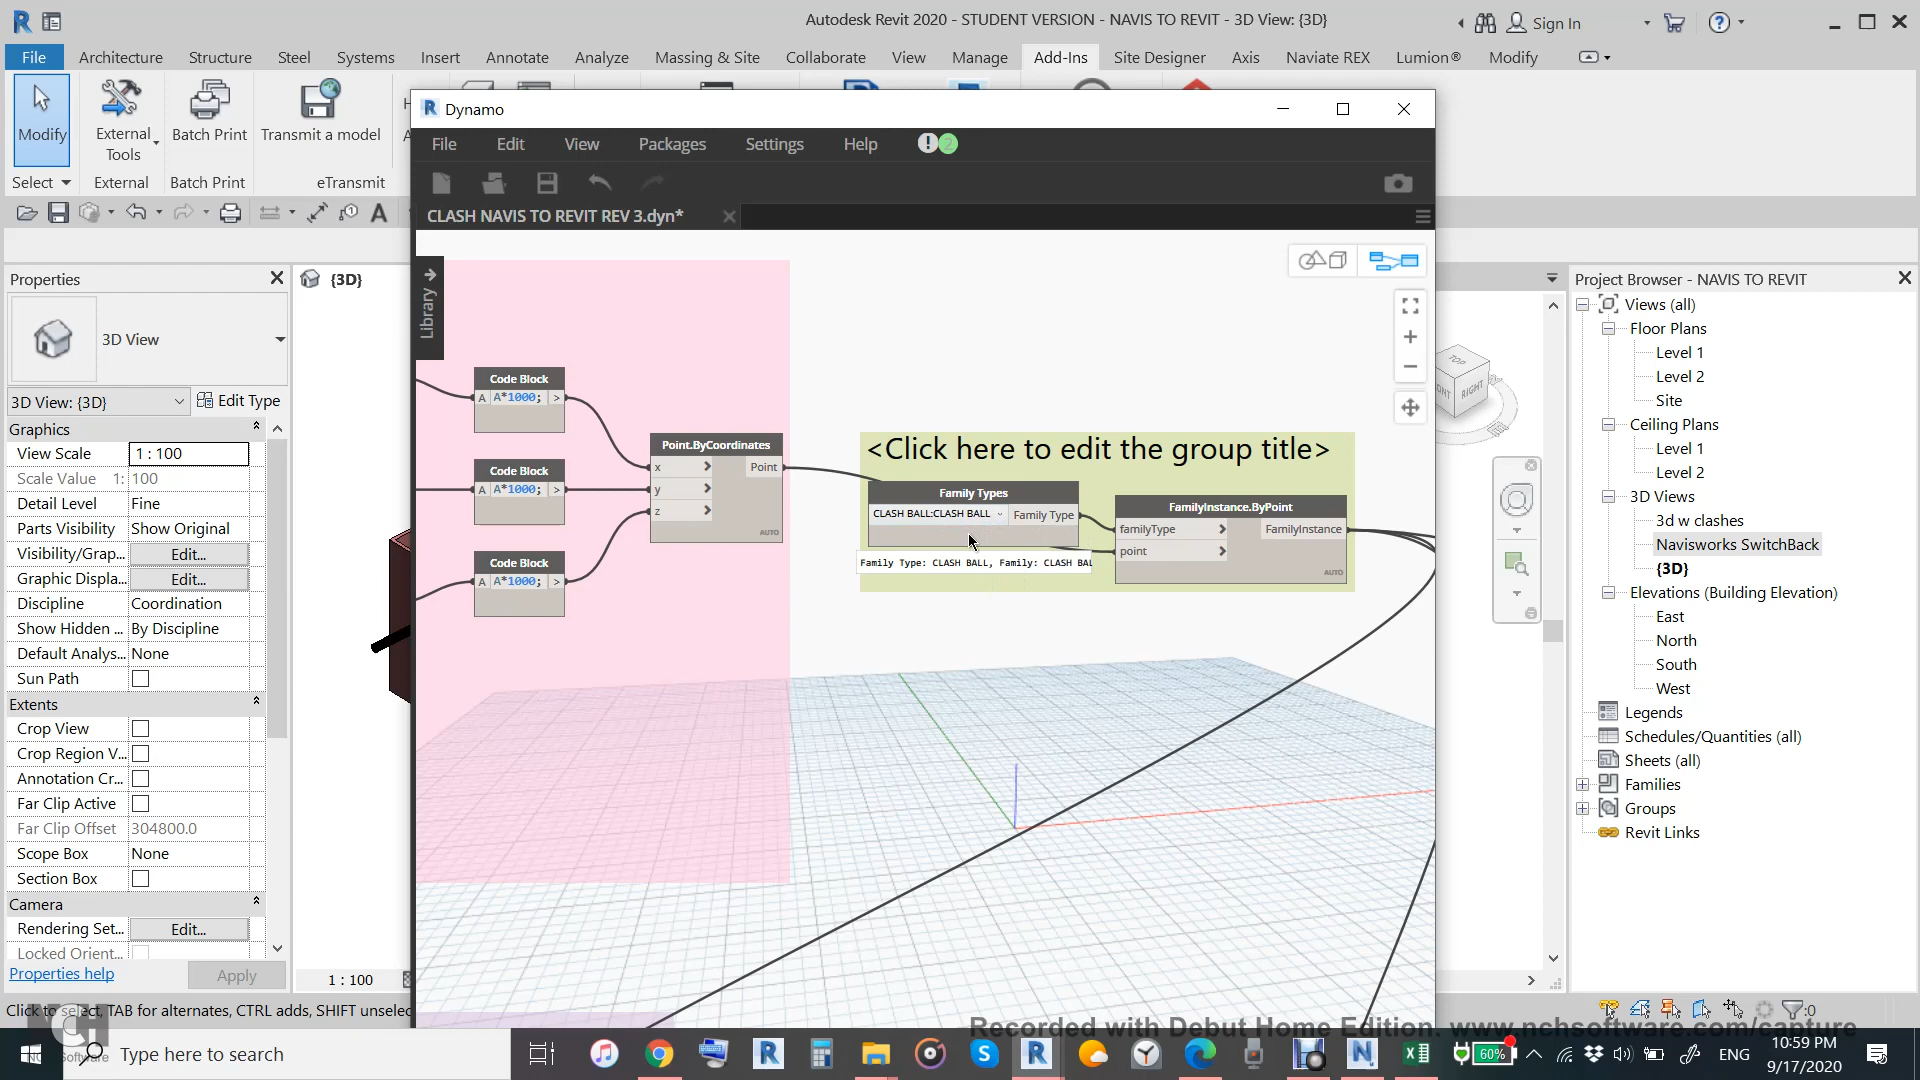 Autodesk Revit 2020 - STUDENT VERSION - NAVIS TO REVIT - 3D View: {3D}
Sign In
File Architecture Structure Steel Systems Insert Annotate Analyze Massing & Site Collaborate View Manage Add-Ins Site Designer Axis Naviate REX Lumion® Modify
Modify
External
Tools
Batch Print
Transmit a model
Select
External
Batch Print
eTransmit
Dynamo
File Edit View Packages Settings Help
CLASH NAVIS TO REVIT REV 3.dyn*
Library
Properties
3D View
3D View: {3D}
Edit Type
Graphics
View Scale 1 : 100
Scale Value 1: 100
Detail Level Fine
Parts Visibility Show Original
Visibility/Grap... Edit...
Graphic Displa... Edit...
Discipline Coordination
Show Hidden ... By Discipline
Default Analys... None
Sun Path
Extents
Crop View
Crop Region V...
Annotation Cr...
Far Clip Active
Far Clip Offset 304800.0
Scope Box None
Section Box
Camera
Rendering Set... Edit...
Locked Orient...
Properties help
Apply
{3D}
1 : 100
Code Block
A A*1000; >
Code Block
A A*1000; >
Code Block
A A*1000; >
Point.ByCoordinates
x > Point
y >
z >
AUTO
<Click here to edit the group title>
Family Types
CLASH BALL:CLASH BALL Family Type
Family Type: CLASH BALL, Family: CLASH BAL
FamilyInstance.ByPoint
familyType > FamilyInstance
point >
AUTO
TOP
RIGHT
Project Browser - NAVIS TO REVIT
Views (all)
Floor Plans
Level 1
Level 2
Site
Ceiling Plans
Level 1
Level 2
3D Views
3d w clashes
Navisworks SwitchBack
{3D}
Elevations (Building Elevation)
East
North
South
West
Legends
Schedules/Quantities (all)
Sheets (all)
Families
Groups
Revit Links
Click to select, TAB for alternates, CTRL adds, SHIFT unselec
:0
Recorded with Debut Home Edition. www.nchsoftware.com/capture
Type here to search
60%
ENG
10:59 PM
9/17/2020